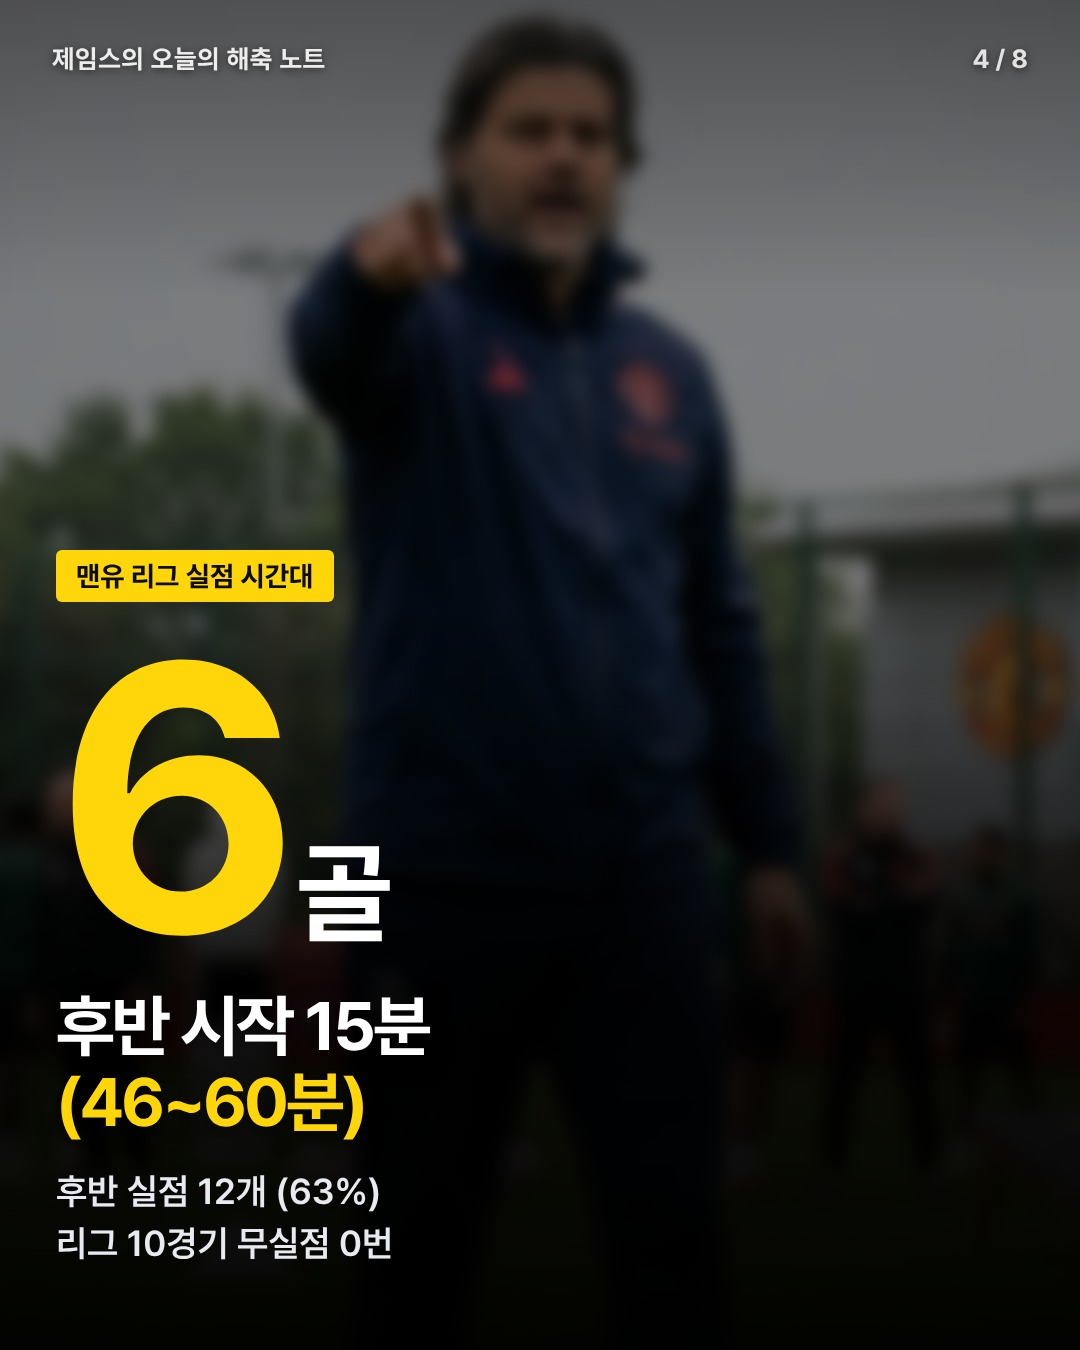 제임스의 오늘의 해축 노트
4 / 8
맨유 리그 실점 시간대
6골
후반 시작 15분
(46~60분)
후반 실점 12개 (63%)
리그 10경기 무실점 0번